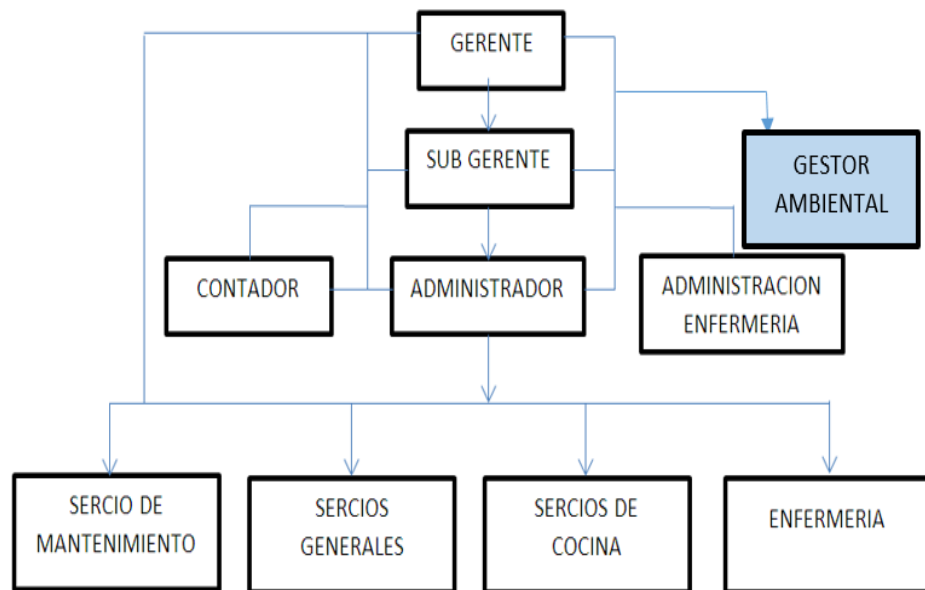 GERENTE
SUB GERENTE
GESTOR
AMBIENTAL
CONTADOR
ADMINISTRADOR
ADMINISTRACION
ENFERMERIA
SERCIO DE
MANTENIMIENTO
SERCIOS
GENERALES
SERCIOS DE
COCINA
ENFERMERIA